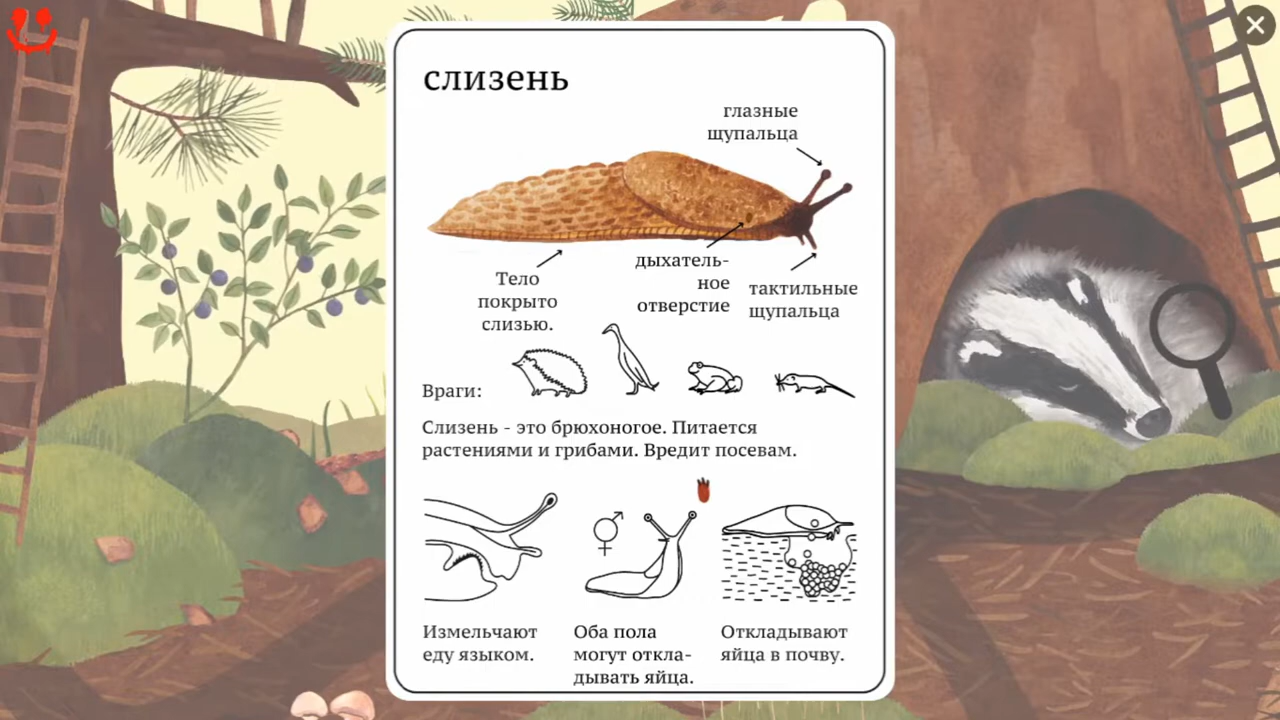 слизень
глазные
щупальца
дыхатель-
ное
отверстие
Тело
покрыто
слизью.
тактильные
щупальца
Враги:
Слизень - это брюхоногое. Питается
растениями и грибами. Вредит посевам.
Измельчают
еду языком.
Оба пола
могут откла-
дывать яйца.
Откладывают
яйца в почву.